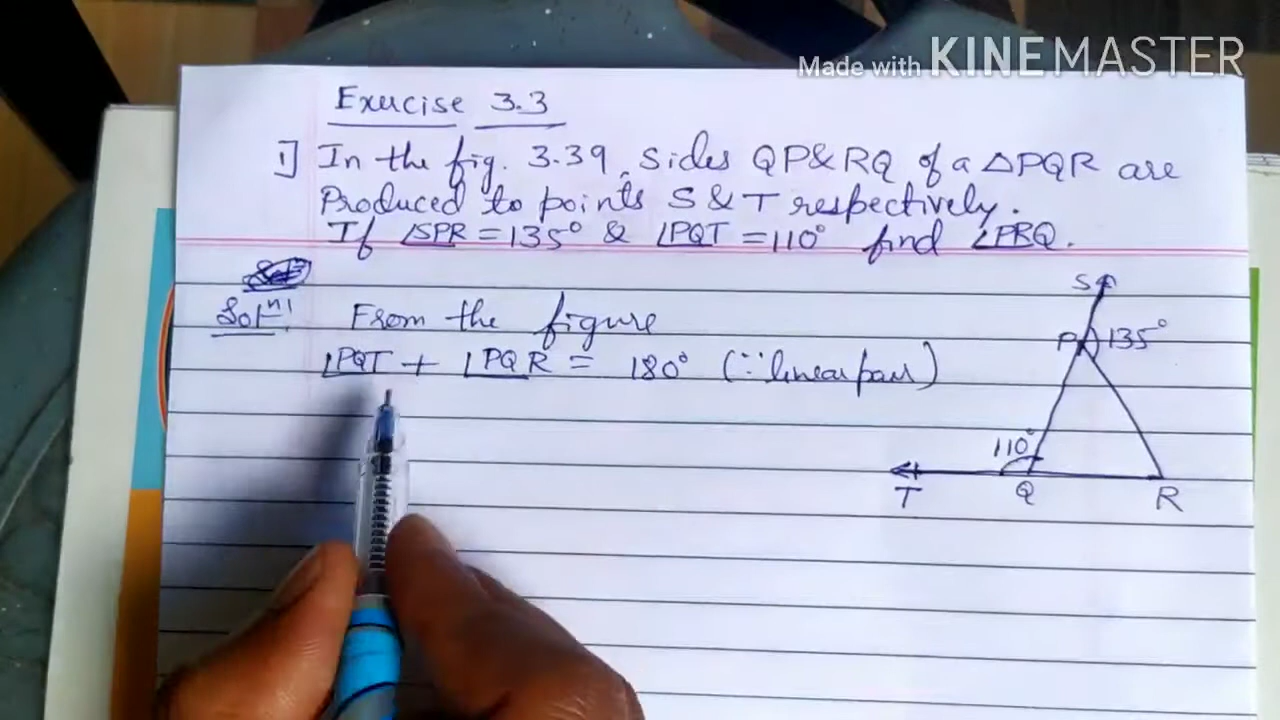 Made with KINEMASTER
Exercise 3.3
1] In the fig. 3.39, Sides QP & RQ of a △PQR are
Produced to points S & T respectively.
If ∠SPR = 135° & ∠PQT = 110° find ∠PRQ.
Solⁿ!
From the figure
∠PQT + ∠PQR = 180° (∵ linear pair)
S
P 135°
110°
T Q R